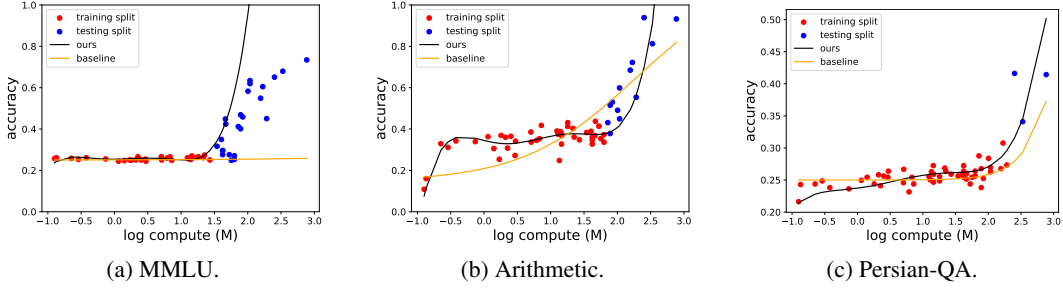 training split
testing split
ours
baseline
accuracy
1.0
0.8
0.6
0.4
0.2
0.0
−1.0 −0.5 0.0 0.5 1.0 1.5 2.0 2.5 3.0
log compute (M)
(a) MMLU.
training split
testing split
ours
baseline
accuracy
1.0
0.8
0.6
0.4
0.2
0.0
−1.0 −0.5 0.0 0.5 1.0 1.5 2.0 2.5 3.0
log compute (M)
(b) Arithmetic.
training split
testing split
ours
baseline
accuracy
0.50
0.45
0.40
0.35
0.30
0.25
0.20
−1.0 −0.5 0.0 0.5 1.0 1.5 2.0 2.5 3.0
log compute (M)
(c) Persian-QA.